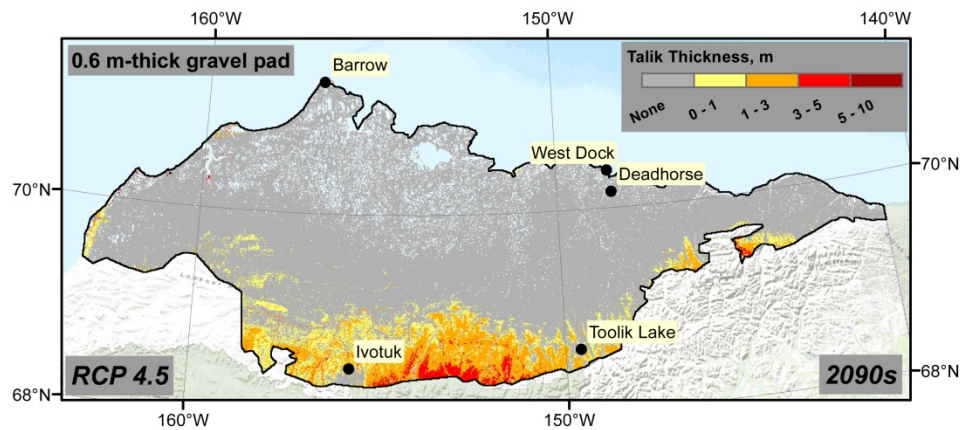 160°W
150°W
140°W
0.6 m-thick gravel pad
Talik Thickness, m
None
0 - 1
1 - 3
3 - 5
5 - 10
Barrow
West Dock
Deadhorse
70°N
70°N
Ivotuk
Toolik Lake
RCP 4.5
2090s
68°N
68°N
160°W
150°W